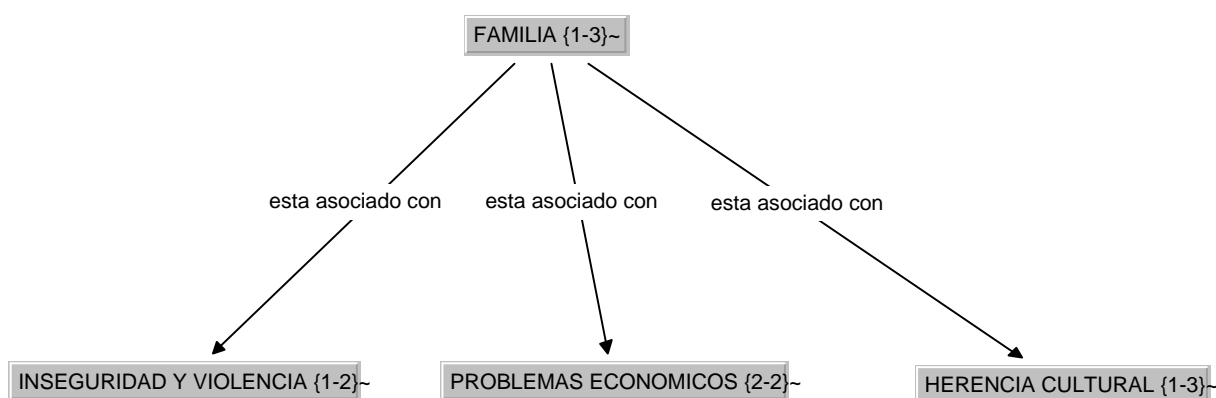 FAMILIA {1-3}~
esta asociado con
esta asociado con
esta asociado con
INSEGURIDAD Y VIOLENCIA {1-2}~
PROBLEMAS ECONOMICOS {2-2}~
HERENCIA CULTURAL {1-3}~